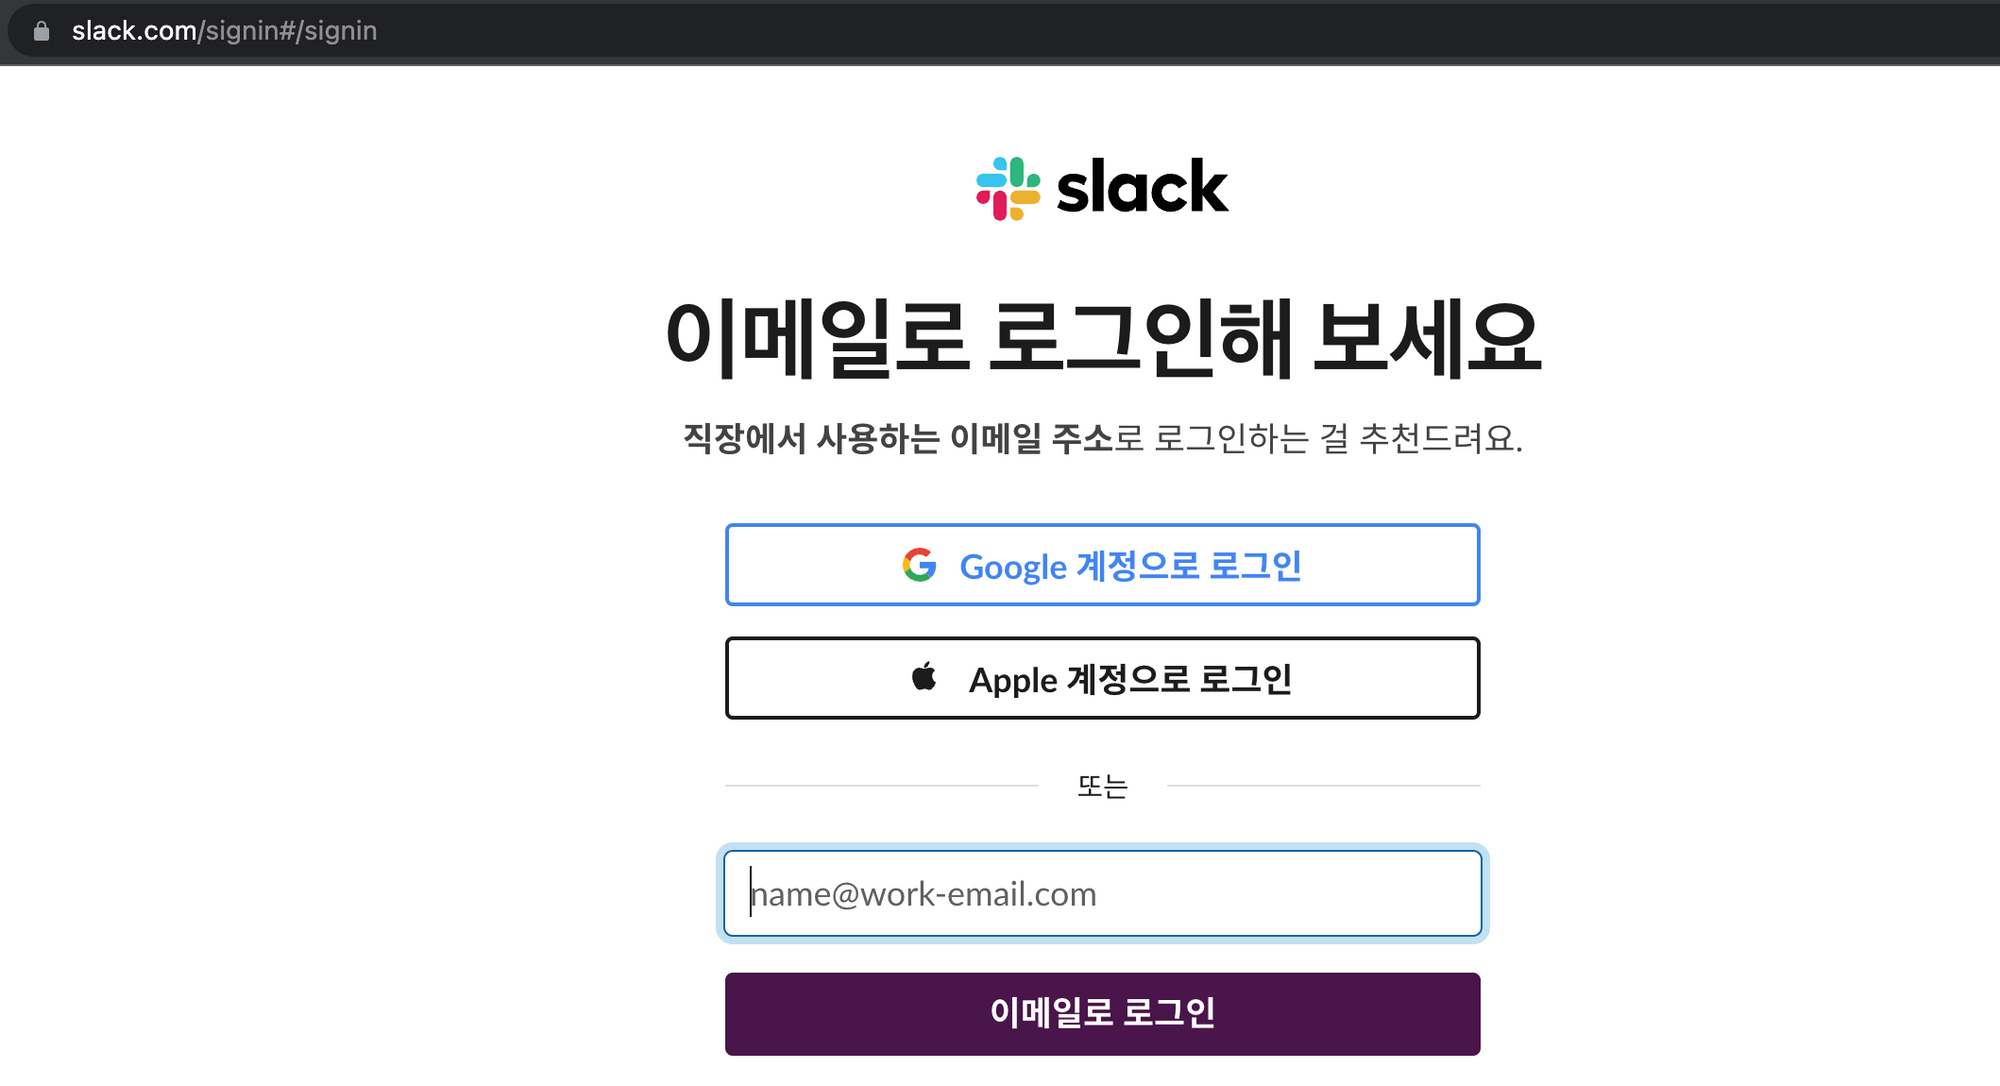 slack.com/signin#/signin
slack
이메일로 로그인해 보세요
직장에서 사용하는 이메일 주소로 로그인하는 걸 추천드려요.
Google 계정으로 로그인
Apple 계정으로 로그인
또는
name@work-email.com
이메일로 로그인